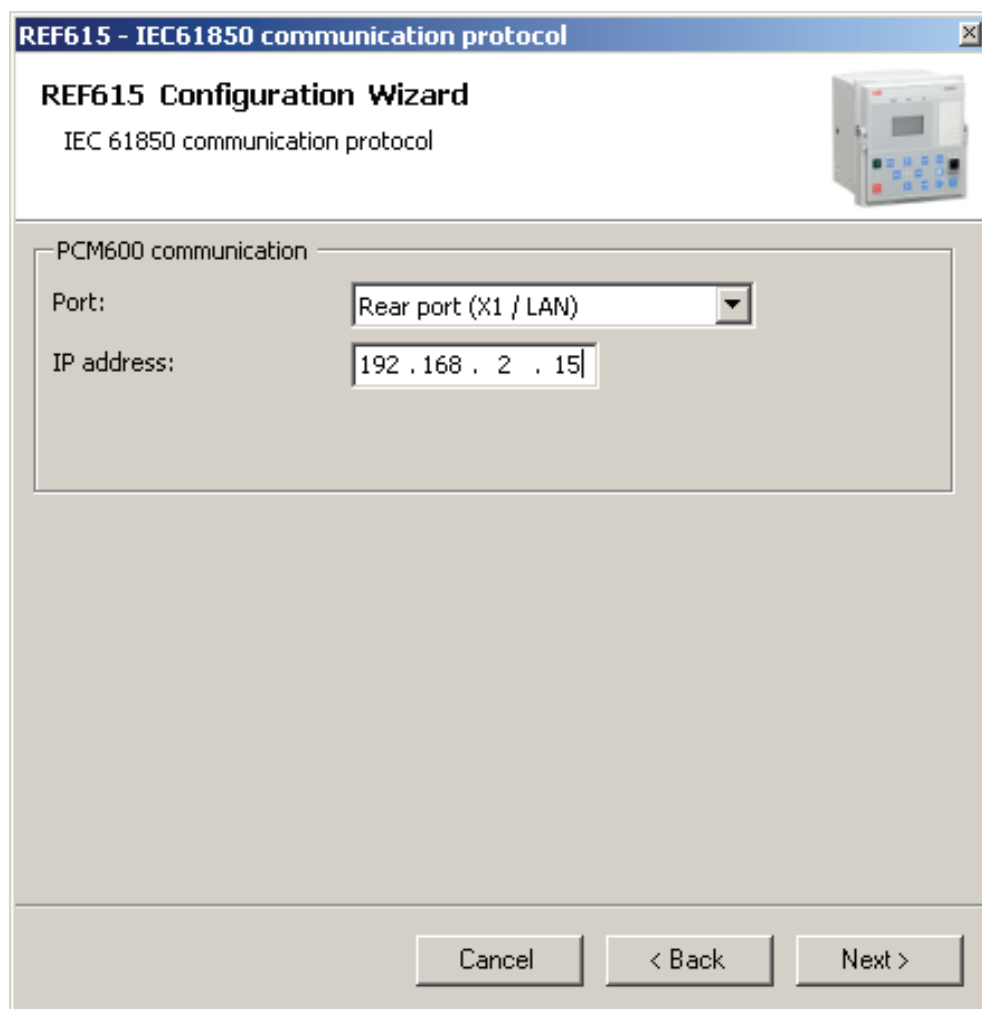 REF615 - IEC61850 communication protocol
REF615 Configuration Wizard
IEC 61850 communication protocol
PCM600 communication
Port: Rear port (X1 / LAN)
IP address: 192 . 168 . 2 . 15
Cancel < Back Next >